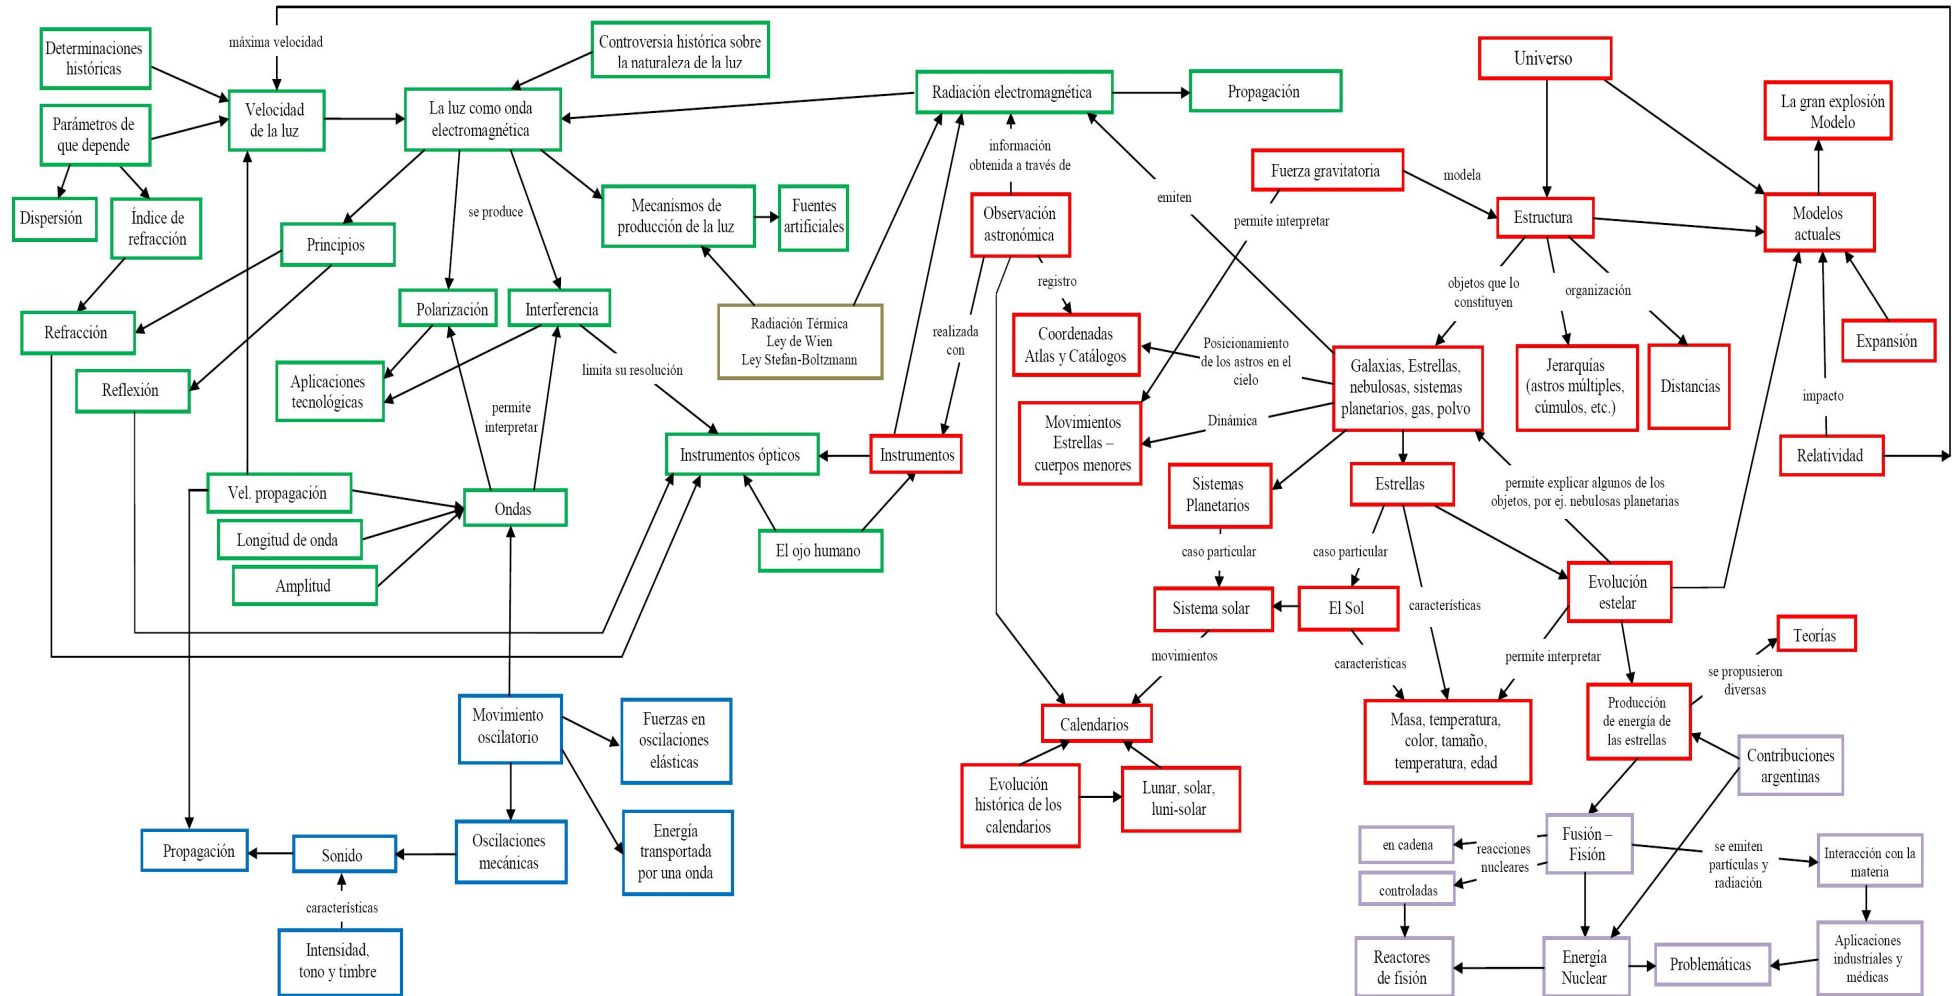 Determinaciones
históricas
máxima velocidad
Controversia histórica sobre
la naturaleza de la luz
Parámetros de
que depende
Velocidad
de la luz
La luz como onda
electromagnética
Radiación electromagnética
Propagación
Universo
La gran explosión
Modelo
Dispersión
Índice de
refracción
Principios
se produce
Mecanismos de
producción de la luz
Fuentes
artificiales
información
obtenida a través de
Observación
astronómica
emiten
Fuerza gravitatoria
modela
permite interpretar
Estructura
Modelos
actuales
Refracción
Reflexión
Polarización
Interferencia
Aplicaciones
tecnológicas
limita su resolución
permite
interpretar
Radiación Térmica
Ley de Wien
Ley Stefan-Boltzmann
realizada
con
registro
Coordenadas
Atlas y Catálogos
Posicionamiento
de los astros en el
cielo
Movimientos
Estrellas –
cuerpos menores
Dinámica
objetos que lo
constituyen
organización
Galaxias, Estrellas,
nebulosas, sistemas
planetarios, gas, polvo
Jerarquías
(astros múltiples,
cúmulos, etc.)
Distancias
Expansión
impacto
Relatividad
Vel. propagación
Longitud de onda
Amplitud
Ondas
Instrumentos ópticos
Instrumentos
El ojo humano
Sistemas
Planetarios
Estrellas
permite explicar algunos de los
objetos, por ej. nebulosas planetarias
caso particular
caso particular
Sistema solar
El Sol
características
Evolución
estelar
movimientos
características
permite interpretar
Teorías
se propusieron
diversas
Calendarios
Evolución
histórica de los
calendarios
Lunar, solar,
luni-solar
Masa, temperatura,
color, tamaño,
temperatura, edad
Producción
de energía de
las estrellas
Contribuciones
argentinas
Movimiento
oscilatorio
Fuerzas en
oscilaciones
elásticas
Propagación
Sonido
Oscilaciones
mecánicas
Energía
transportada
por una onda
características
Intensidad,
tono y timbre
en cadena
controladas
reacciones
nucleares
Fusión –
Fisión
se emiten
partículas y
radiación
Interacción con la
materia
Reactores
de fisión
Energía
Nuclear
Problemáticas
Aplicaciones
industriales y
médicas